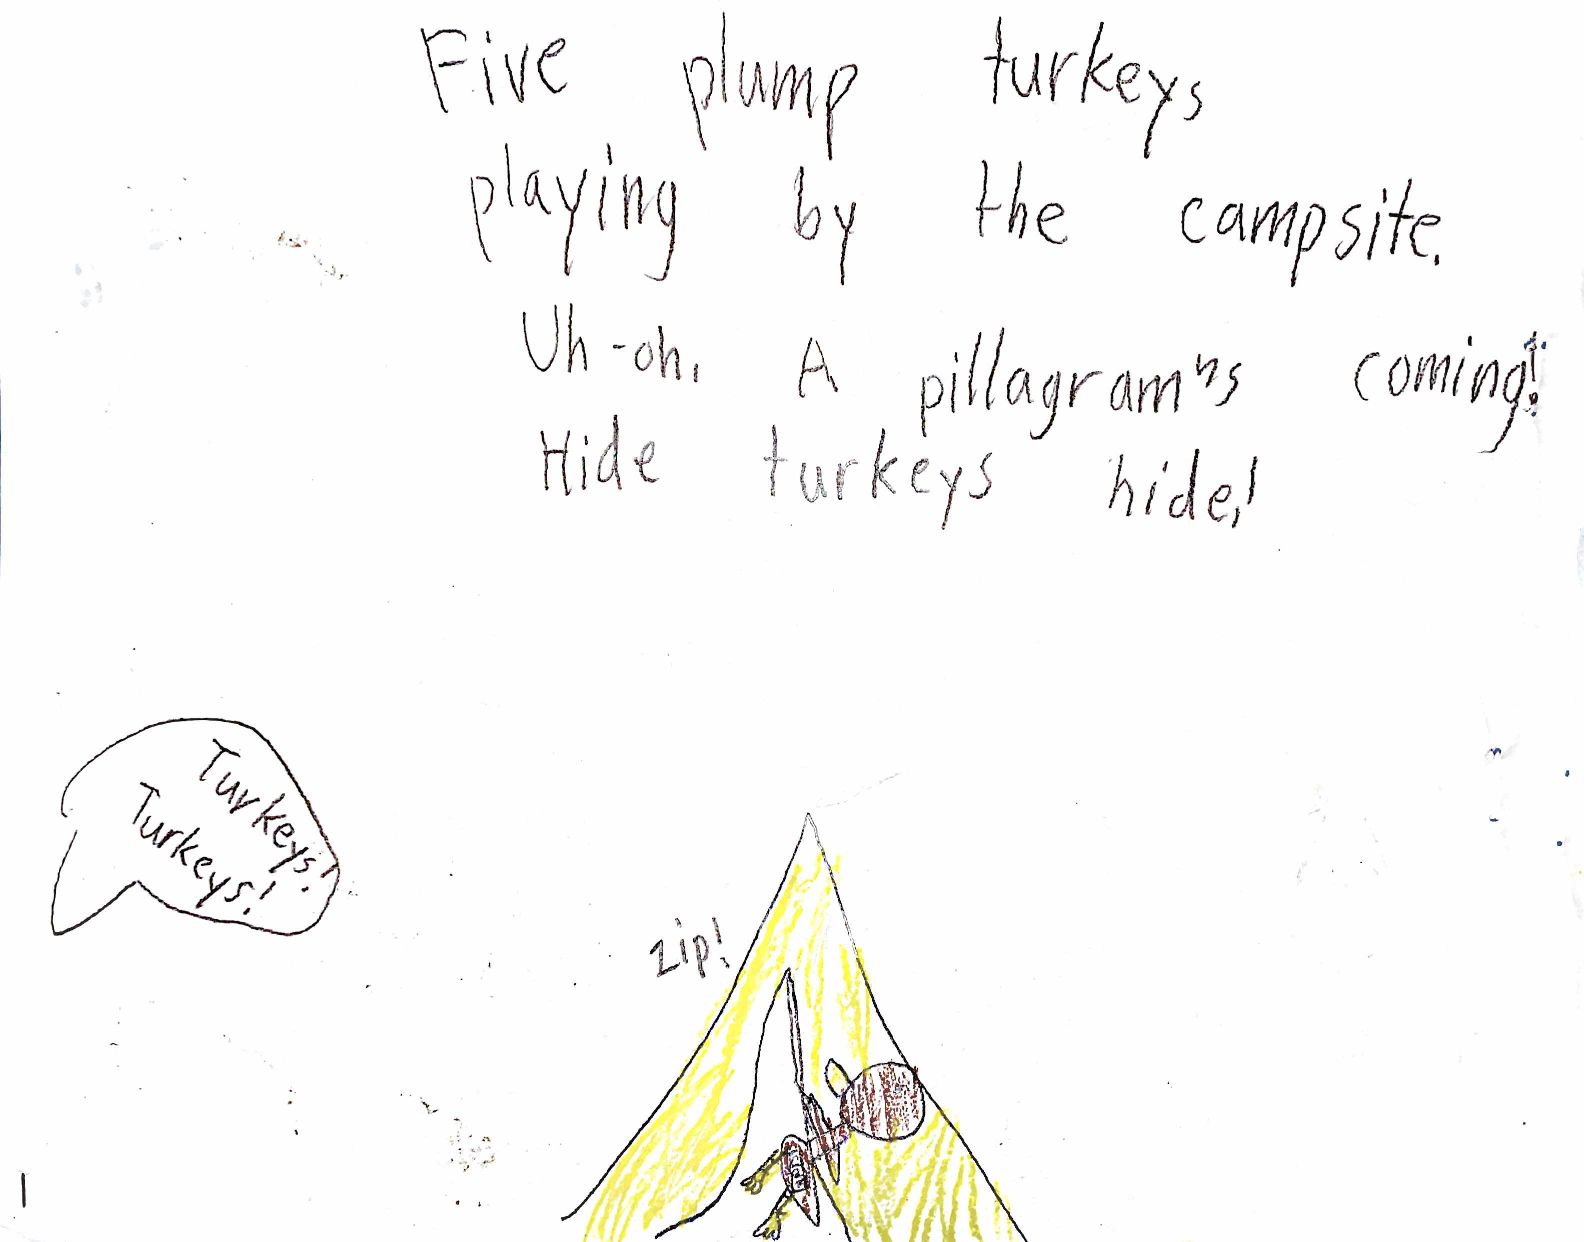 Five plump turkeys
playing by the campsite.
Uh-oh. A pillagram"s coming!
Hide turkeys hide!
Turkeys!
Turkeys!
zip!
1